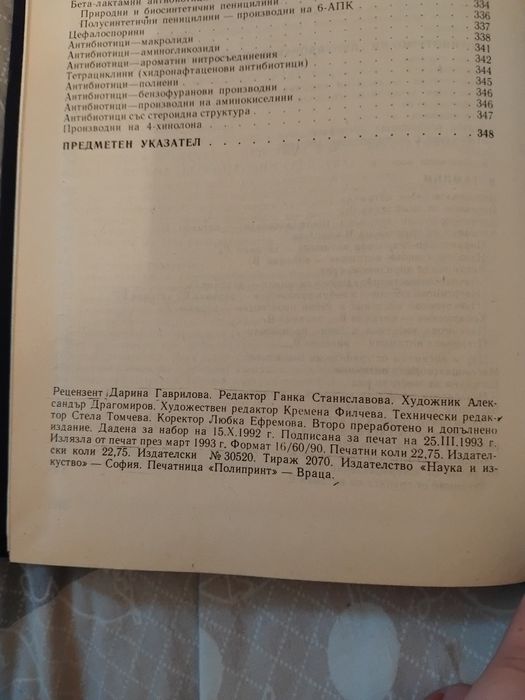 Бета-лактамни антибиотици
Природни и биосинтетични пеницилини . . . . . . . . . 334
Полусинтетични пеницилини — производни на 6-АПК . . . . . 336
Цефалоспорини . . . . . . . . . . . . . . 337
Антибиотици—макролиди . . . . . . . . . . . . 338
Антибиотици—аминогликозиди . . . . . . . . . . . 341
Антибиотици—ароматни нитросъединения . . . . . . . . 342
Тетрациклини (хидронафтаценови антибиотици) . . . . . . 344
Антибиотици—полиени . . . . . . . . . . . . 345
Антибиотици—бензофуранови производни . . . . . . . . 346
Антибиотици—производни на аминокиселини . . . . . . . 346
Антибиотици със стероидна структура . . . . . . . . . 347
Производни на 4-хинолона . . . . . . . . . . .
ПРЕДМЕТЕН УКАЗАТЕЛ . . . . . . . . . . . . . 348
Рецензент Дарина Гаврилова. Редактор Ганка Станиславова. Художник Алек-
сандър Драгомиров. Художествен редактор Кремена Филчева. Технически редак-
тор Стела Томчева. Коректор Любка Ефремова. Второ преработено и допълнено
издание. Дадена за набор на 15.X.1992 г. Подписана за печат на 25.III.1993 г.
Излязла от печат през март 1993 г. Формат 16/60/90. Печатни коли 22,75. Издател-
ски коли 22,75. Издателски №30520. Тираж 2070. Издателство «Наука и из-
куство» — София. Печатница «Полипринт» — Враца.